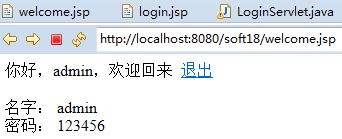 welcome.jsp login.jsp LoginServlet.java
http://localhost:8080/soft18/welcome.jsp
你好，admin，欢迎回来 退出
名字： admin
密码： 123456